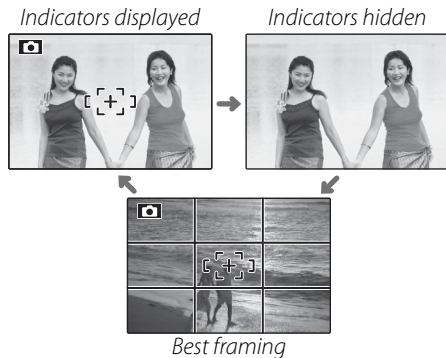 Indicators displayed
Indicators hidden
Best framing